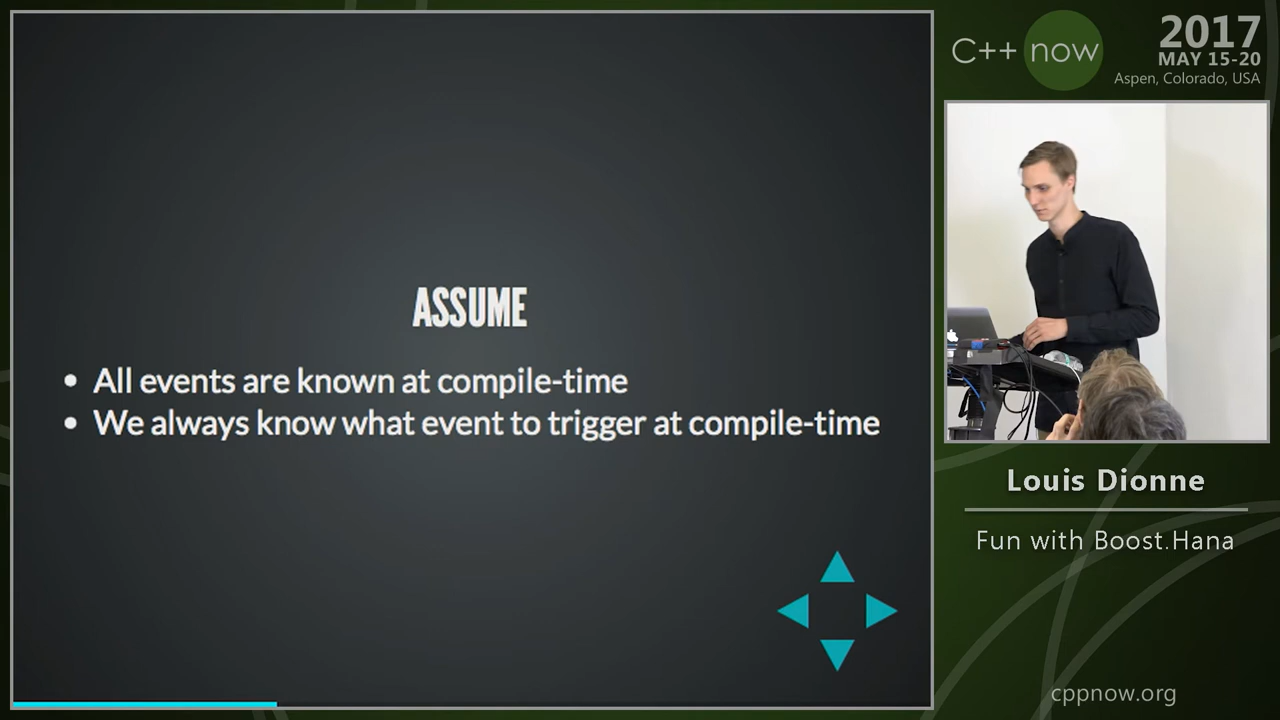 ASSUME
• All events are known at compile-time
• We always know what event to trigger at compile-time
C++ now
2017
MAY 15-20
Aspen, Colorado, USA
Louis Dionne
Fun with Boost.Hana
cppnow.org